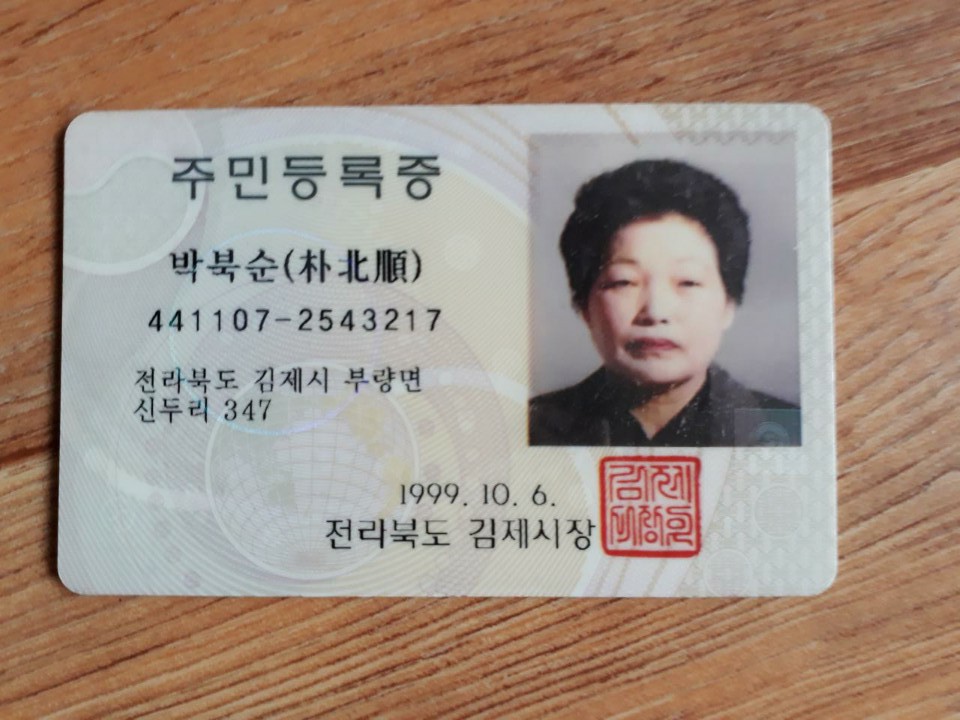 주민등록증
박북순(朴北順)
441107-2543217
전라북도 김제시 부량면
신두리 347
1999. 10. 6.
전라북도 김제시장
김제
시장인